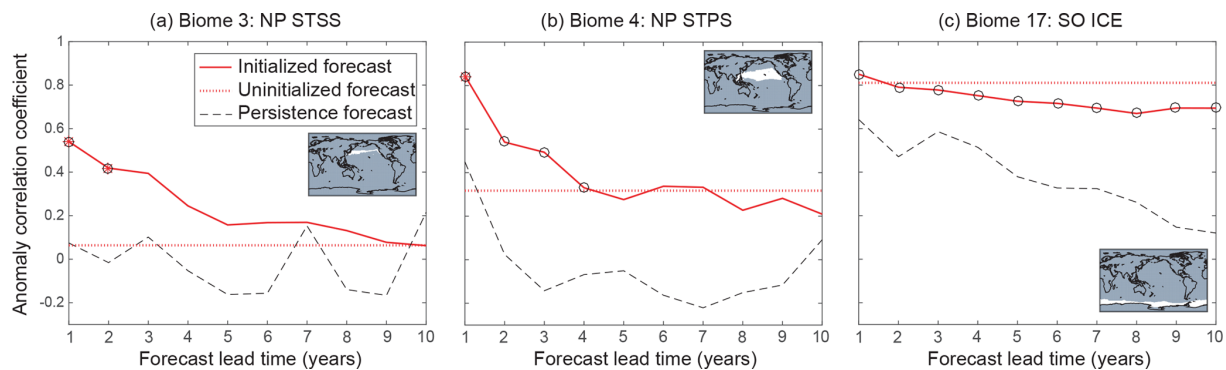 (a) Biome 3: NP STSS
(b) Biome 4: NP STPS
(c) Biome 17: SO ICE
Anomaly correlation coefficient
1
0.8
0.6
0.4
0.2
0
-0.2
Initialized forecast
Uninitialized forecast
Persistence forecast
1 2 3 4 5 6 7 8 9 10
1 2 3 4 5 6 7 8 9 10
1 2 3 4 5 6 7 8 9 10
Forecast lead time (years)
Forecast lead time (years)
Forecast lead time (years)